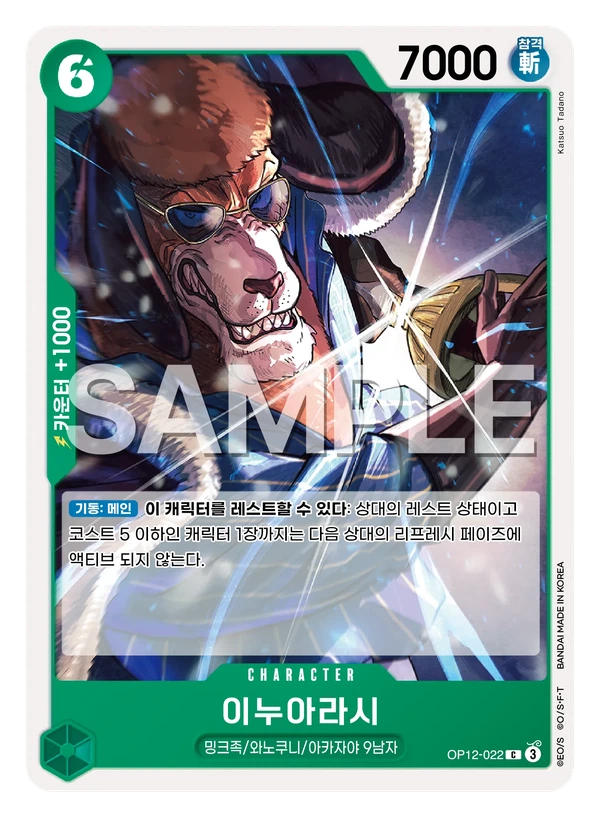 6
7000
참격
斬
Katsuo Tadano
카운터 +1000
SAMPLE
기동: 메인 이 캐릭터를 레스트할 수 있다: 상대의 레스트 상태이고
코스트 5 이하인 캐릭터 1장까지는 다음 상대의 리프레시 페이즈에
액티브 되지 않는다.
CHARACTER
이누아라시
밍크족/와노쿠니/아카자야 9남자
OP12-022 C 3
©EO/S ©O/S·F·T BANDAI MADE IN KOREA